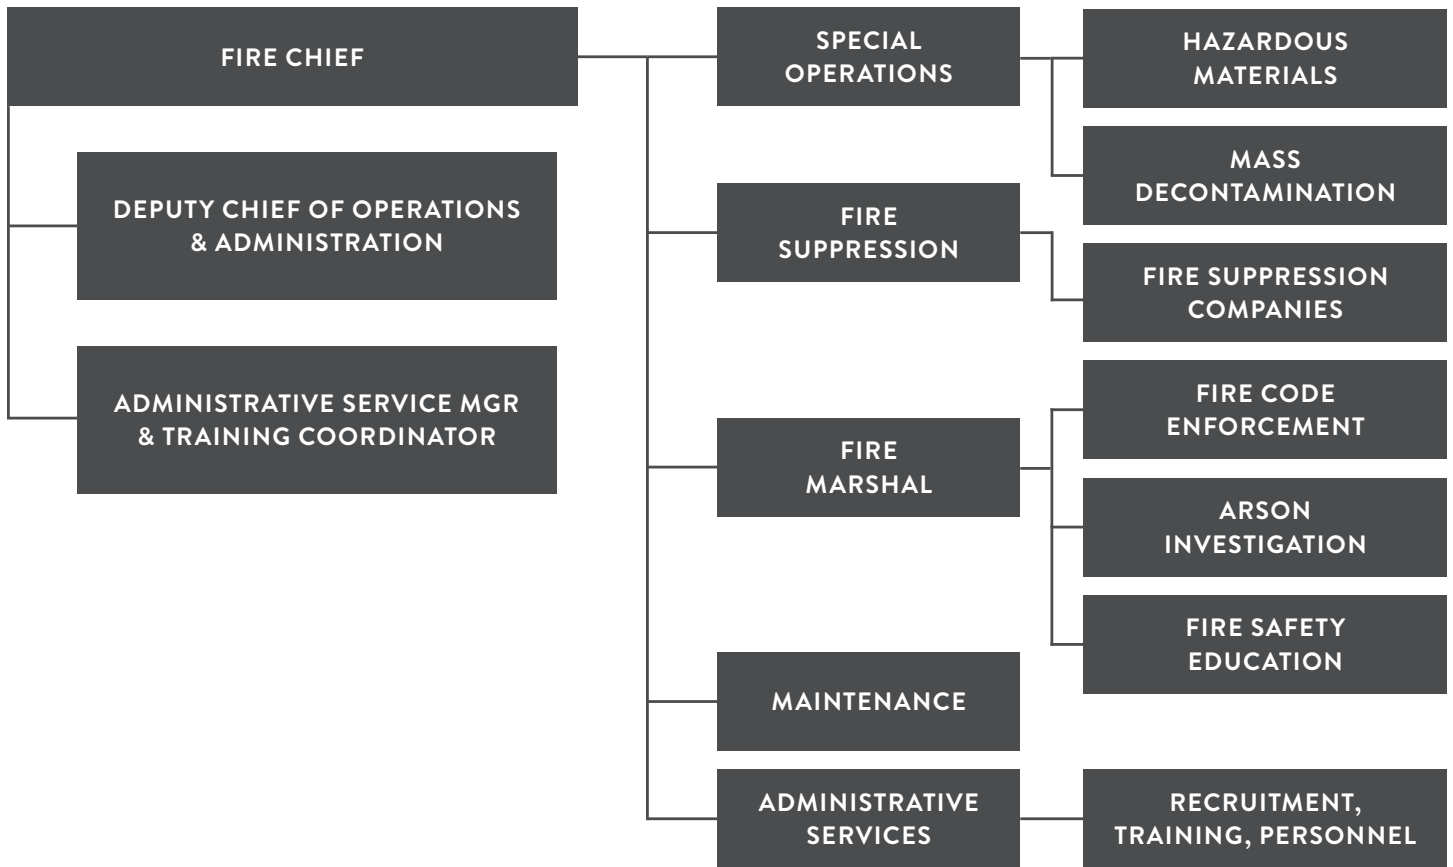 FIRE CHIEF
DEPUTY CHIEF OF OPERATIONS
& ADMINISTRATION
ADMINISTRATIVE SERVICE MGR
& TRAINING COORDINATOR
SPECIAL
OPERATIONS
FIRE
SUPPRESSION
FIRE
MARSHAL
MAINTENANCE
ADMINISTRATIVE
SERVICES
HAZARDOUS
MATERIALS
MASS
DECONTAMINATION
FIRE SUPPRESSION
COMPANIES
FIRE CODE
ENFORCEMENT
ARSON
INVESTIGATION
FIRE SAFETY
EDUCATION
RECRUITMENT,
TRAINING, PERSONNEL